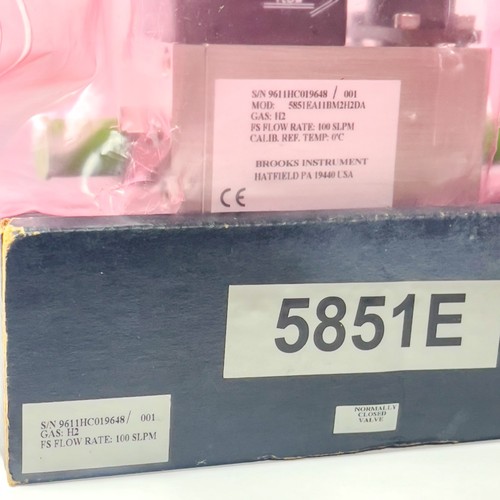 S/N 9611HC019648/ 001
MOD: 5851EA11BM2H2DA
GAS: H2
FS FLOW RATE: 100 SLPM
CALIB. REF. TEMP: 0°C
BROOKS INSTRUMENT
HATFIELD PA 19440 USA
CE
5851E
S/N 9611HC019648/ 001
GAS: H2
FS FLOW RATE: 100 SLPM
NORMALLY
CLOSED
VALVE